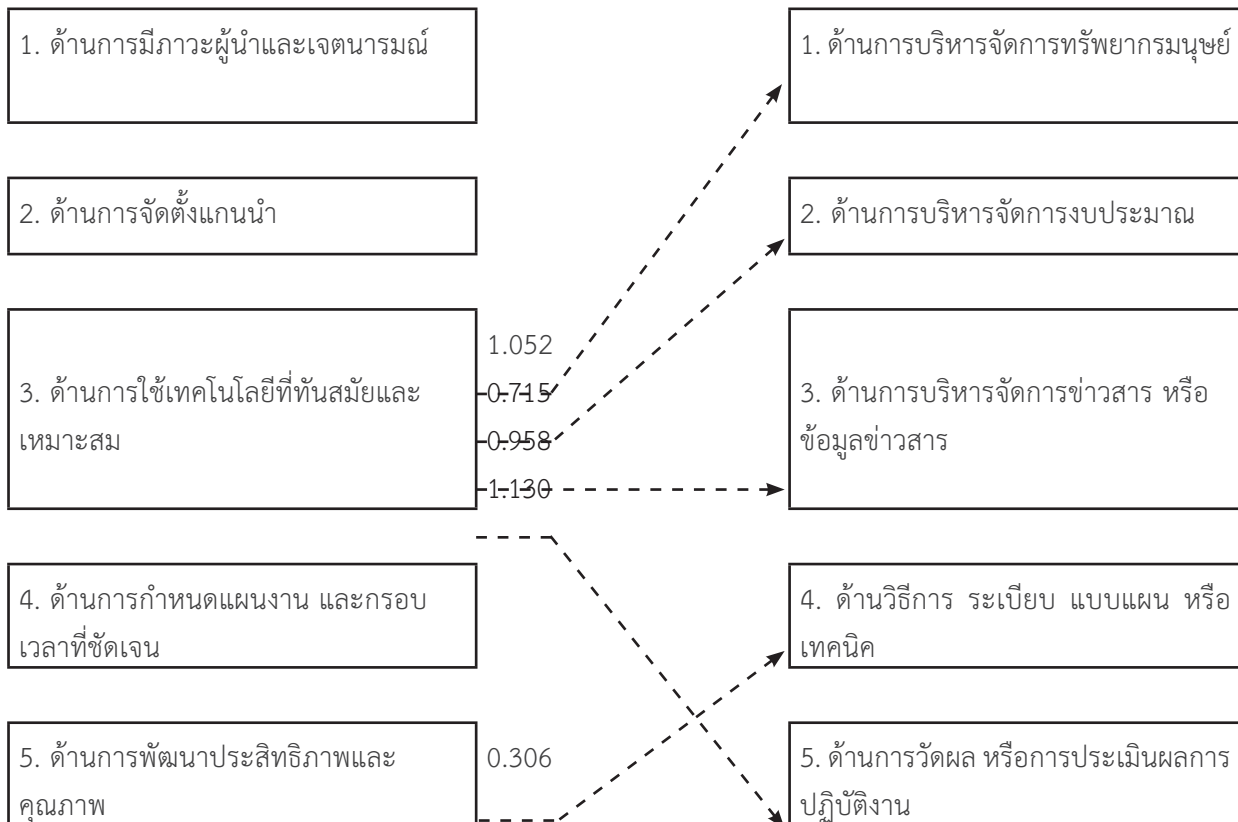 1. ด้านการมีภาวะผู้นำและเจตนารมณ์
1. ด้านการบริหารจัดการทรัพยากรมนุษย์
2. ด้านการจัดตั้งแกนนำ
2. ด้านการบริหารจัดการงบประมาณ
3. ด้านการใช้เทคโนโลยีที่ทันสมัยและ
เหมาะสม
1.052
0.715
0.958
1.130
3. ด้านการบริหารจัดการข่าวสาร หรือ
ข้อมูลข่าวสาร
4. ด้านการกำหนดแผนงาน และกรอบ
เวลาที่ชัดเจน
4. ด้านวิธีการ ระเบียบ แบบแผน หรือ
เทคนิค
5. ด้านการพัฒนาประสิทธิภาพและ
คุณภาพ
0.306
5. ด้านการวัดผล หรือการประเมินผลการ
ปฏิบัติงาน